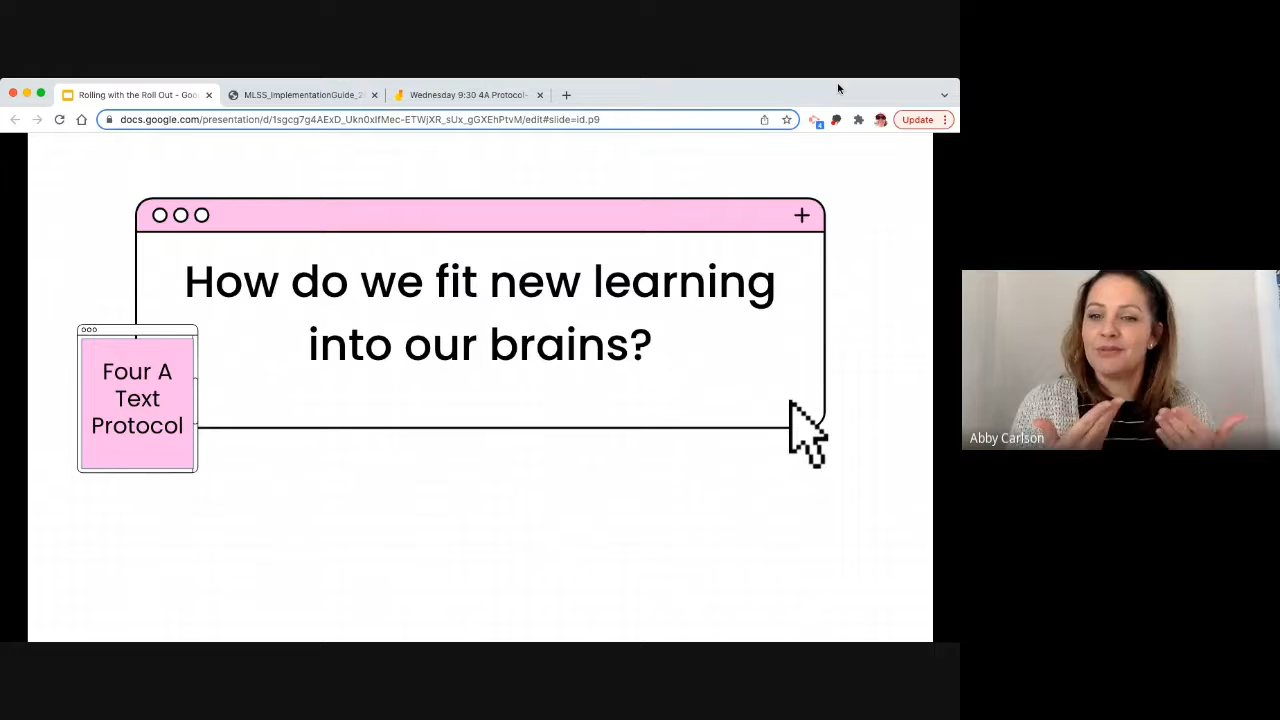 Rolling with the Roll Out - Goo
MLSS_ImplementationGuide_2
Wednesday 9:30 4A Protocol-
docs.google.com/presentation/d/1sgcg7g4AExD_Ukn0xIfMec-ETWjXR_sUx_gGXEhPtvM/edit#slide=id.p9
Update
How do we fit new learning
into our brains?
Four A
Text
Protocol
Abby Carlson